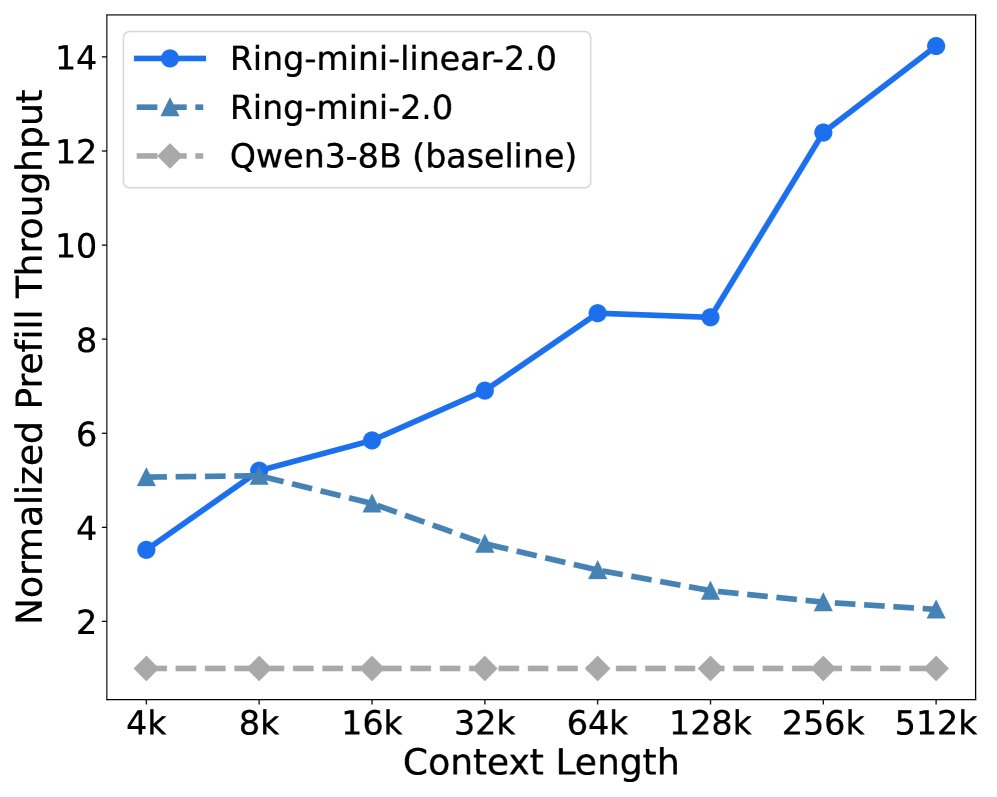 Ring-mini-linear-2.0
Ring-mini-2.0
Qwen3-8B (baseline)
Normalized Prefill Throughput
14
12
10
8
6
4
2
4k 8k 16k 32k 64k 128k 256k 512k
Context Length